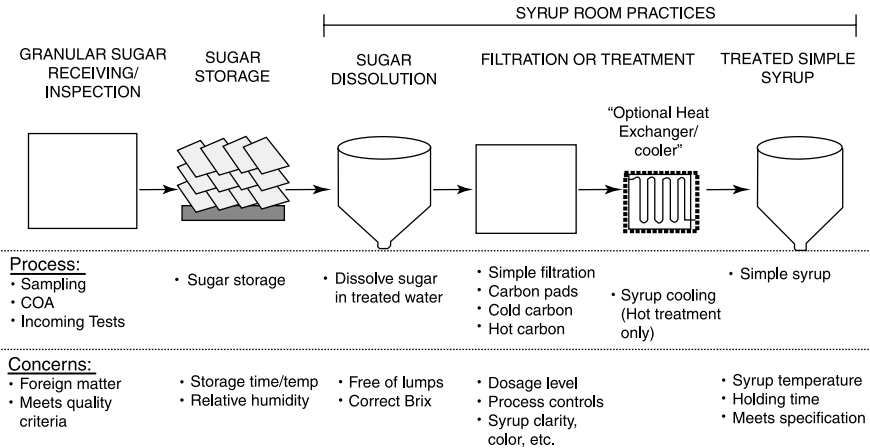 SYRUP ROOM PRACTICES
GRANULAR SUGAR
RECEIVING/
INSPECTION
SUGAR
STORAGE
SUGAR
DISSOLUTION
FILTRATION OR TREATMENT
TREATED SIMPLE
SYRUP
“Optional Heat
Exchanger/
cooler”
Process:
• Sampling
• COA
• Incoming Tests
• Sugar storage
• Dissolve sugar
in treated water
• Simple filtration
• Carbon pads
• Cold carbon
• Hot carbon
• Syrup cooling
(Hot treatment
only)
• Simple syrup
Concerns:
• Foreign matter
• Meets quality
criteria
• Storage time/temp
• Relative humidity
• Free of lumps
• Correct Brix
• Dosage level
• Process controls
• Syrup clarity,
color, etc.
• Syrup temperature
• Holding time
• Meets specification